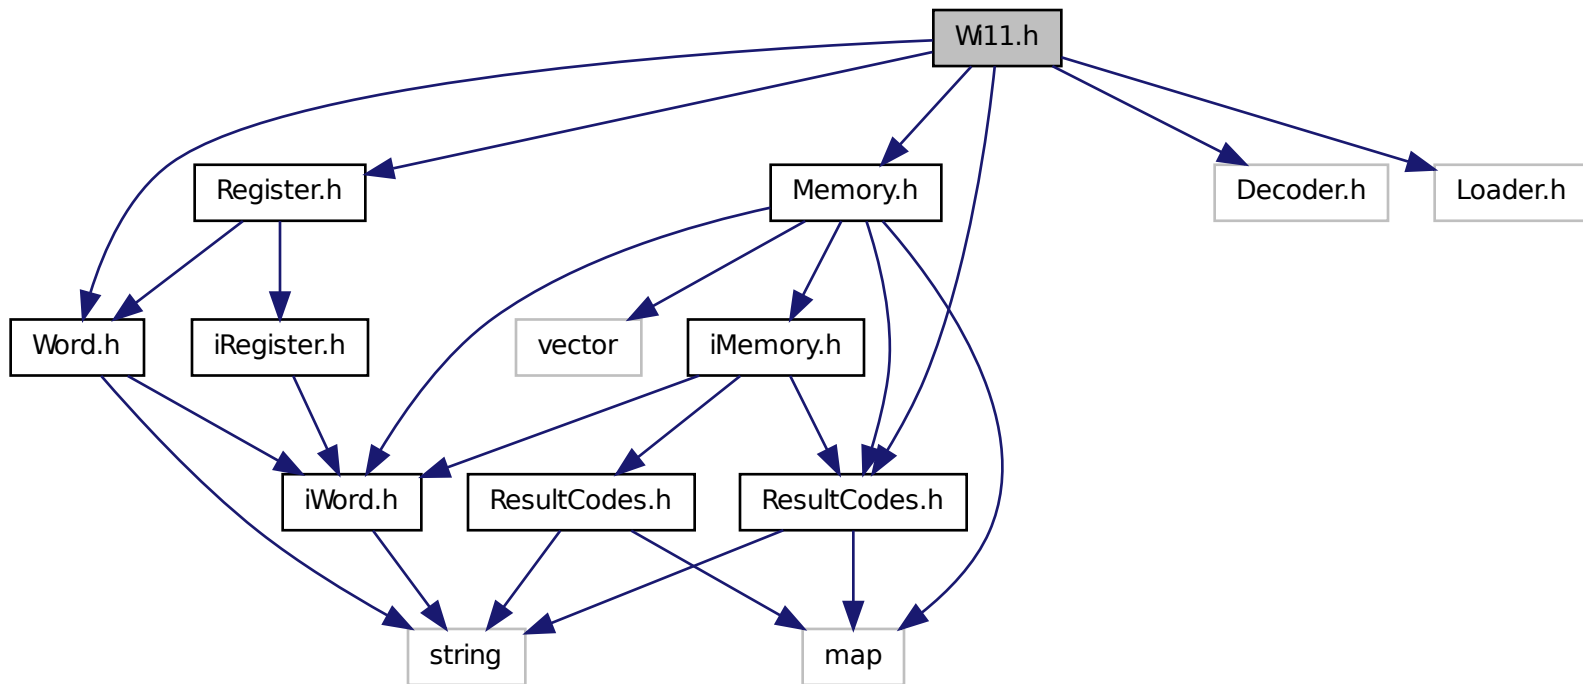 Wi11.h
Register.h
Memory.h
Decoder.h
Loader.h
Word.h
iRegister.h
vector
iMemory.h
iWord.h
ResultCodes.h
ResultCodes.h
string
map